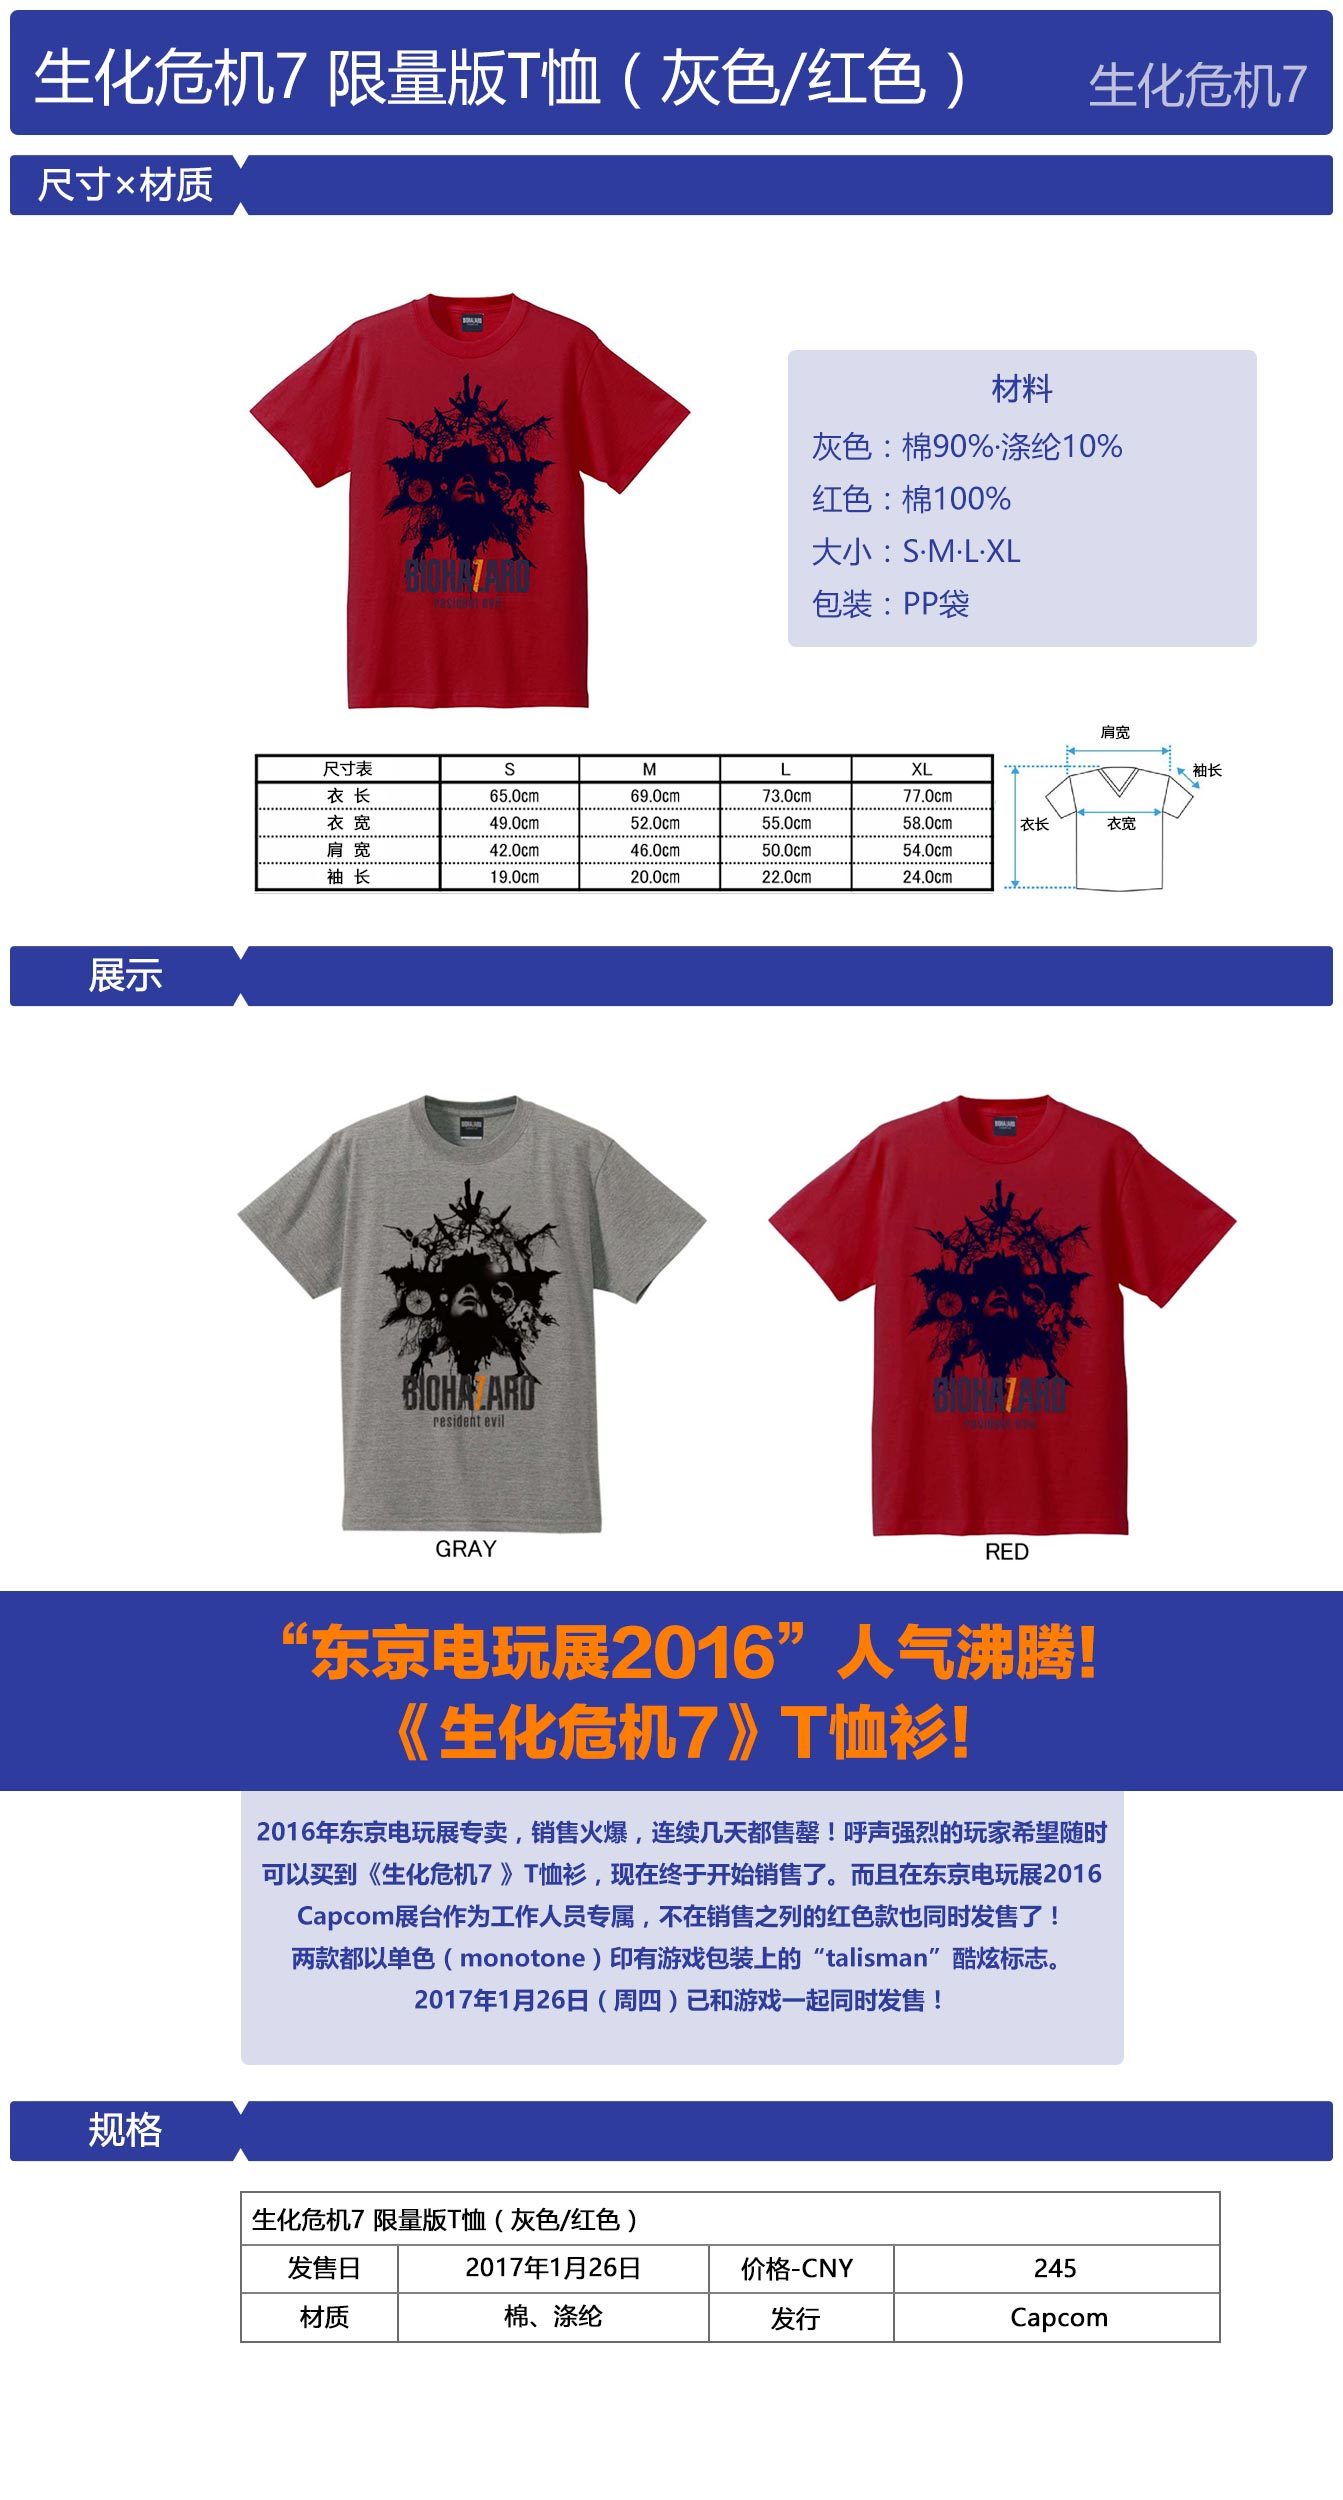 生化危机7 限量版T恤（灰色/红色）
生化危机7
尺寸×材质
BIOHAZARD
BIOHA7ARD
resident evil
材料
灰色：棉90%·涤纶10%
红色：棉100%
大小：S·M·L·XL
包装：PP袋
尺寸表 S M L XL
衣 长 65.0cm 69.0cm 73.0cm 77.0cm
衣 宽 49.0cm 52.0cm 55.0cm 58.0cm
肩 宽 42.0cm 46.0cm 50.0cm 54.0cm
袖 长 19.0cm 20.0cm 22.0cm 24.0cm
肩宽
袖长
衣长
衣宽
展示
BIOHAZARD
BIOHA7ARD
resident evil
GRAY
BIOHAZARD
BIOHA7ARD
resident evil
RED
“东京电玩展2016”人气沸腾!
《生化危机7》T恤衫!
2016年东京电玩展专卖，销售火爆，连续几天都售罄！呼声强烈的玩家希望随时
可以买到《生化危机7 》T恤衫，现在终于开始销售了。而且在东京电玩展2016
Capcom展台作为工作人员专属，不在销售之列的红色款也同时发售了！
两款都以单色（monotone）印有游戏包装上的“talisman”酷炫标志。
2017年1月26日（周四）己和游戏一起同时发售！
规格
生化危机7 限量版T恤（灰色/红色）
发售日 2017年1月26日 价格-CNY 245
材质 棉、涤纶 发行 Capcom